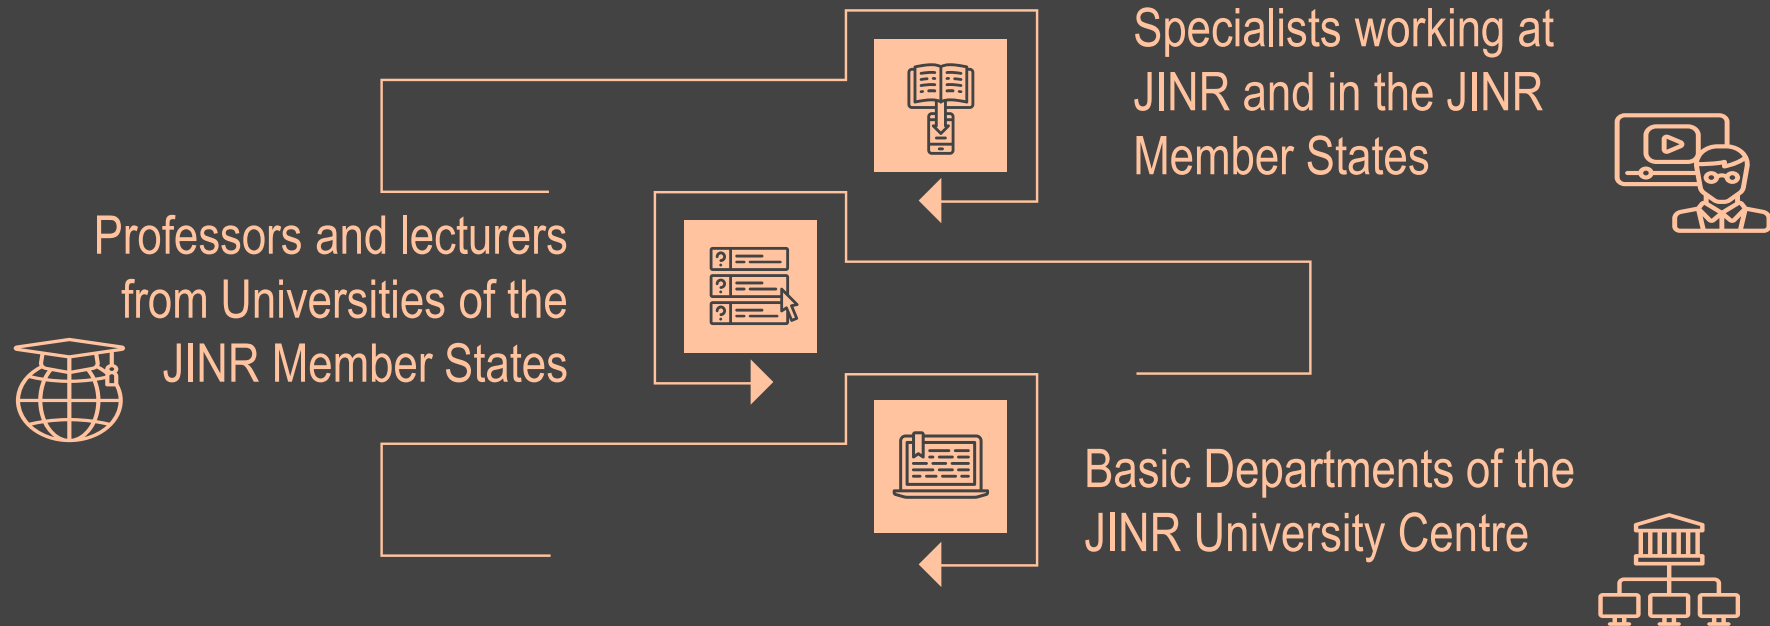 Specialists working at
JINR and in the JINR
Member States
Professors and lecturers
from Universities of the
JINR Member States
Basic Departments of the
JINR University Centre